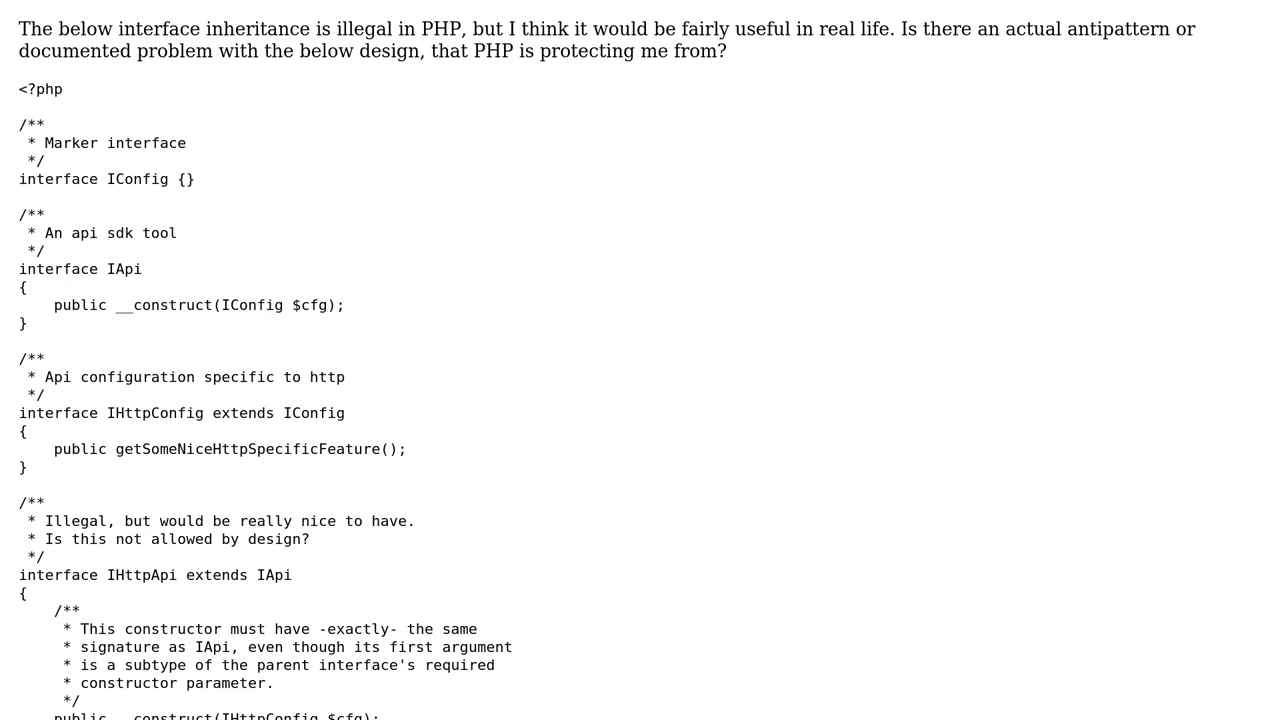 The below interface inheritance is illegal in PHP, but I think it would be fairly useful in real life. Is there an actual antipattern or
documented problem with the below design, that PHP is protecting me from?
<?php
/**
 * Marker interface
 */
interface IConfig {}
/**
 * An api sdk tool
 */
interface IApi
{
    public __construct(IConfig $cfg);
}
/**
 * Api configuration specific to http
 */
interface IHttpConfig extends IConfig
{
    public getSomeNiceHttpSpecificFeature();
}
/**
 * Illegal, but would be really nice to have.
 * Is this not allowed by design?
 */
interface IHttpApi extends IApi
{
    /**
     * This constructor must have -exactly- the same
     * signature as IApi, even though its first argument
     * is a subtype of the parent interface's required
     * constructor parameter.
     */
    public __construct(IHttpConfig $cfg);